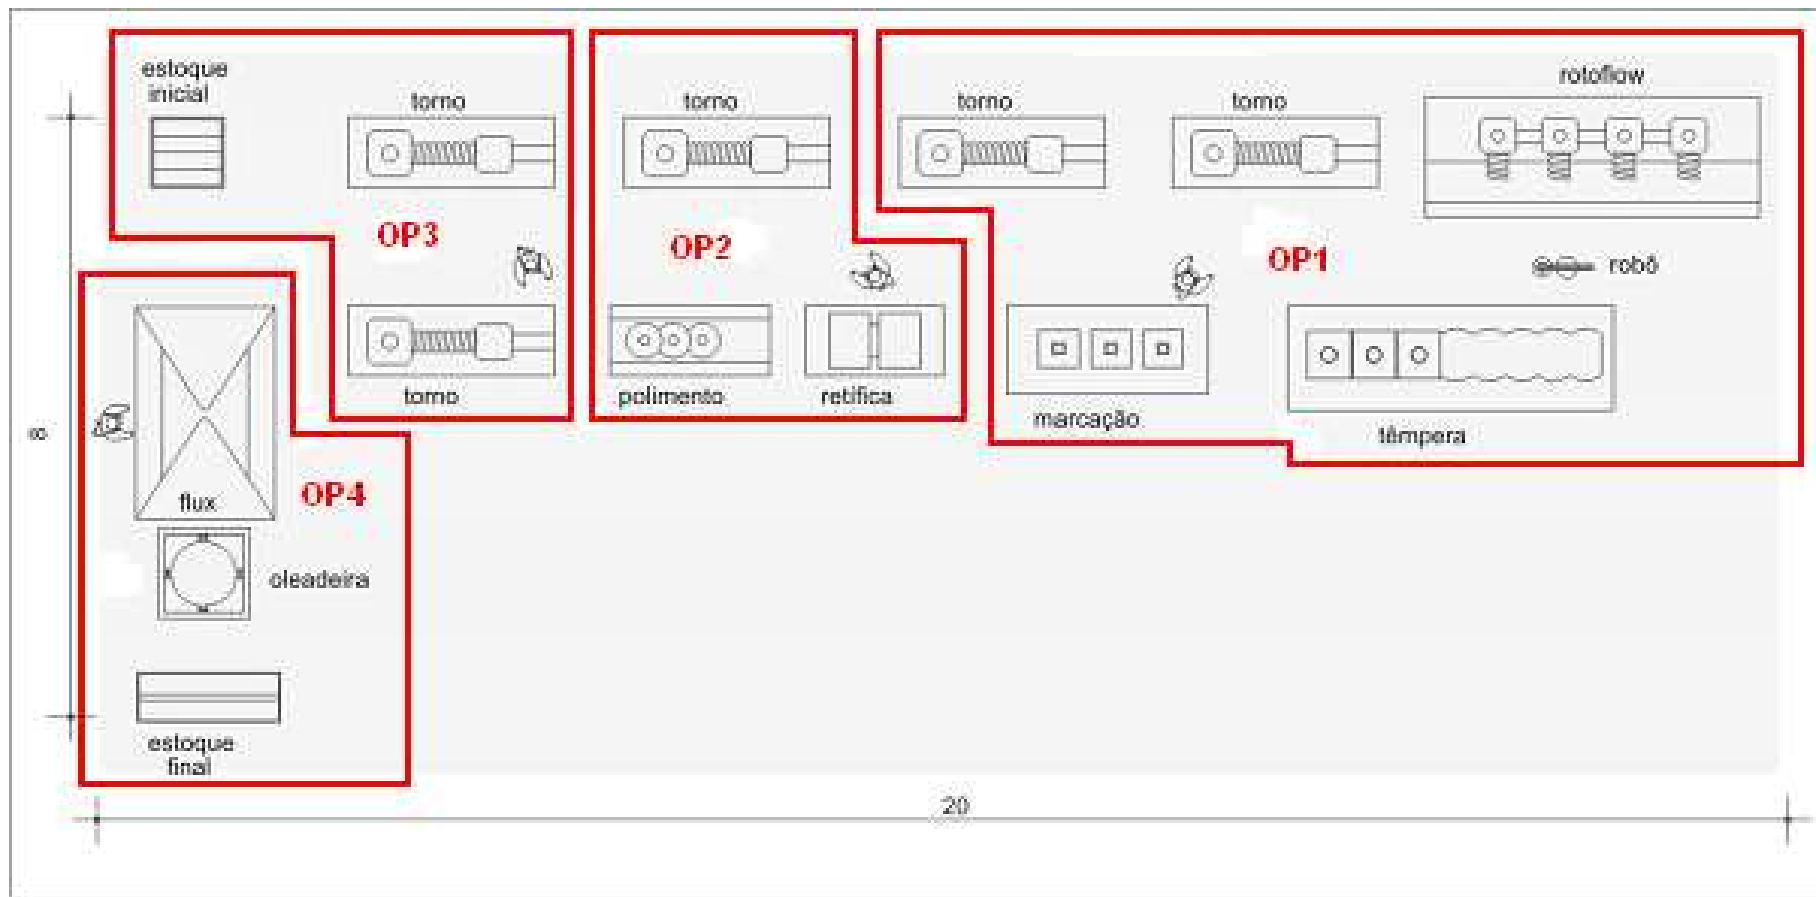 estoque
inicial
torno
torno
torno
torno
rotoflow
OP3
OP2
OP1
robô
torno
polimento
retífica
marcação
têmpera
8
flux
OP4
oleadeira
estoque
final
20